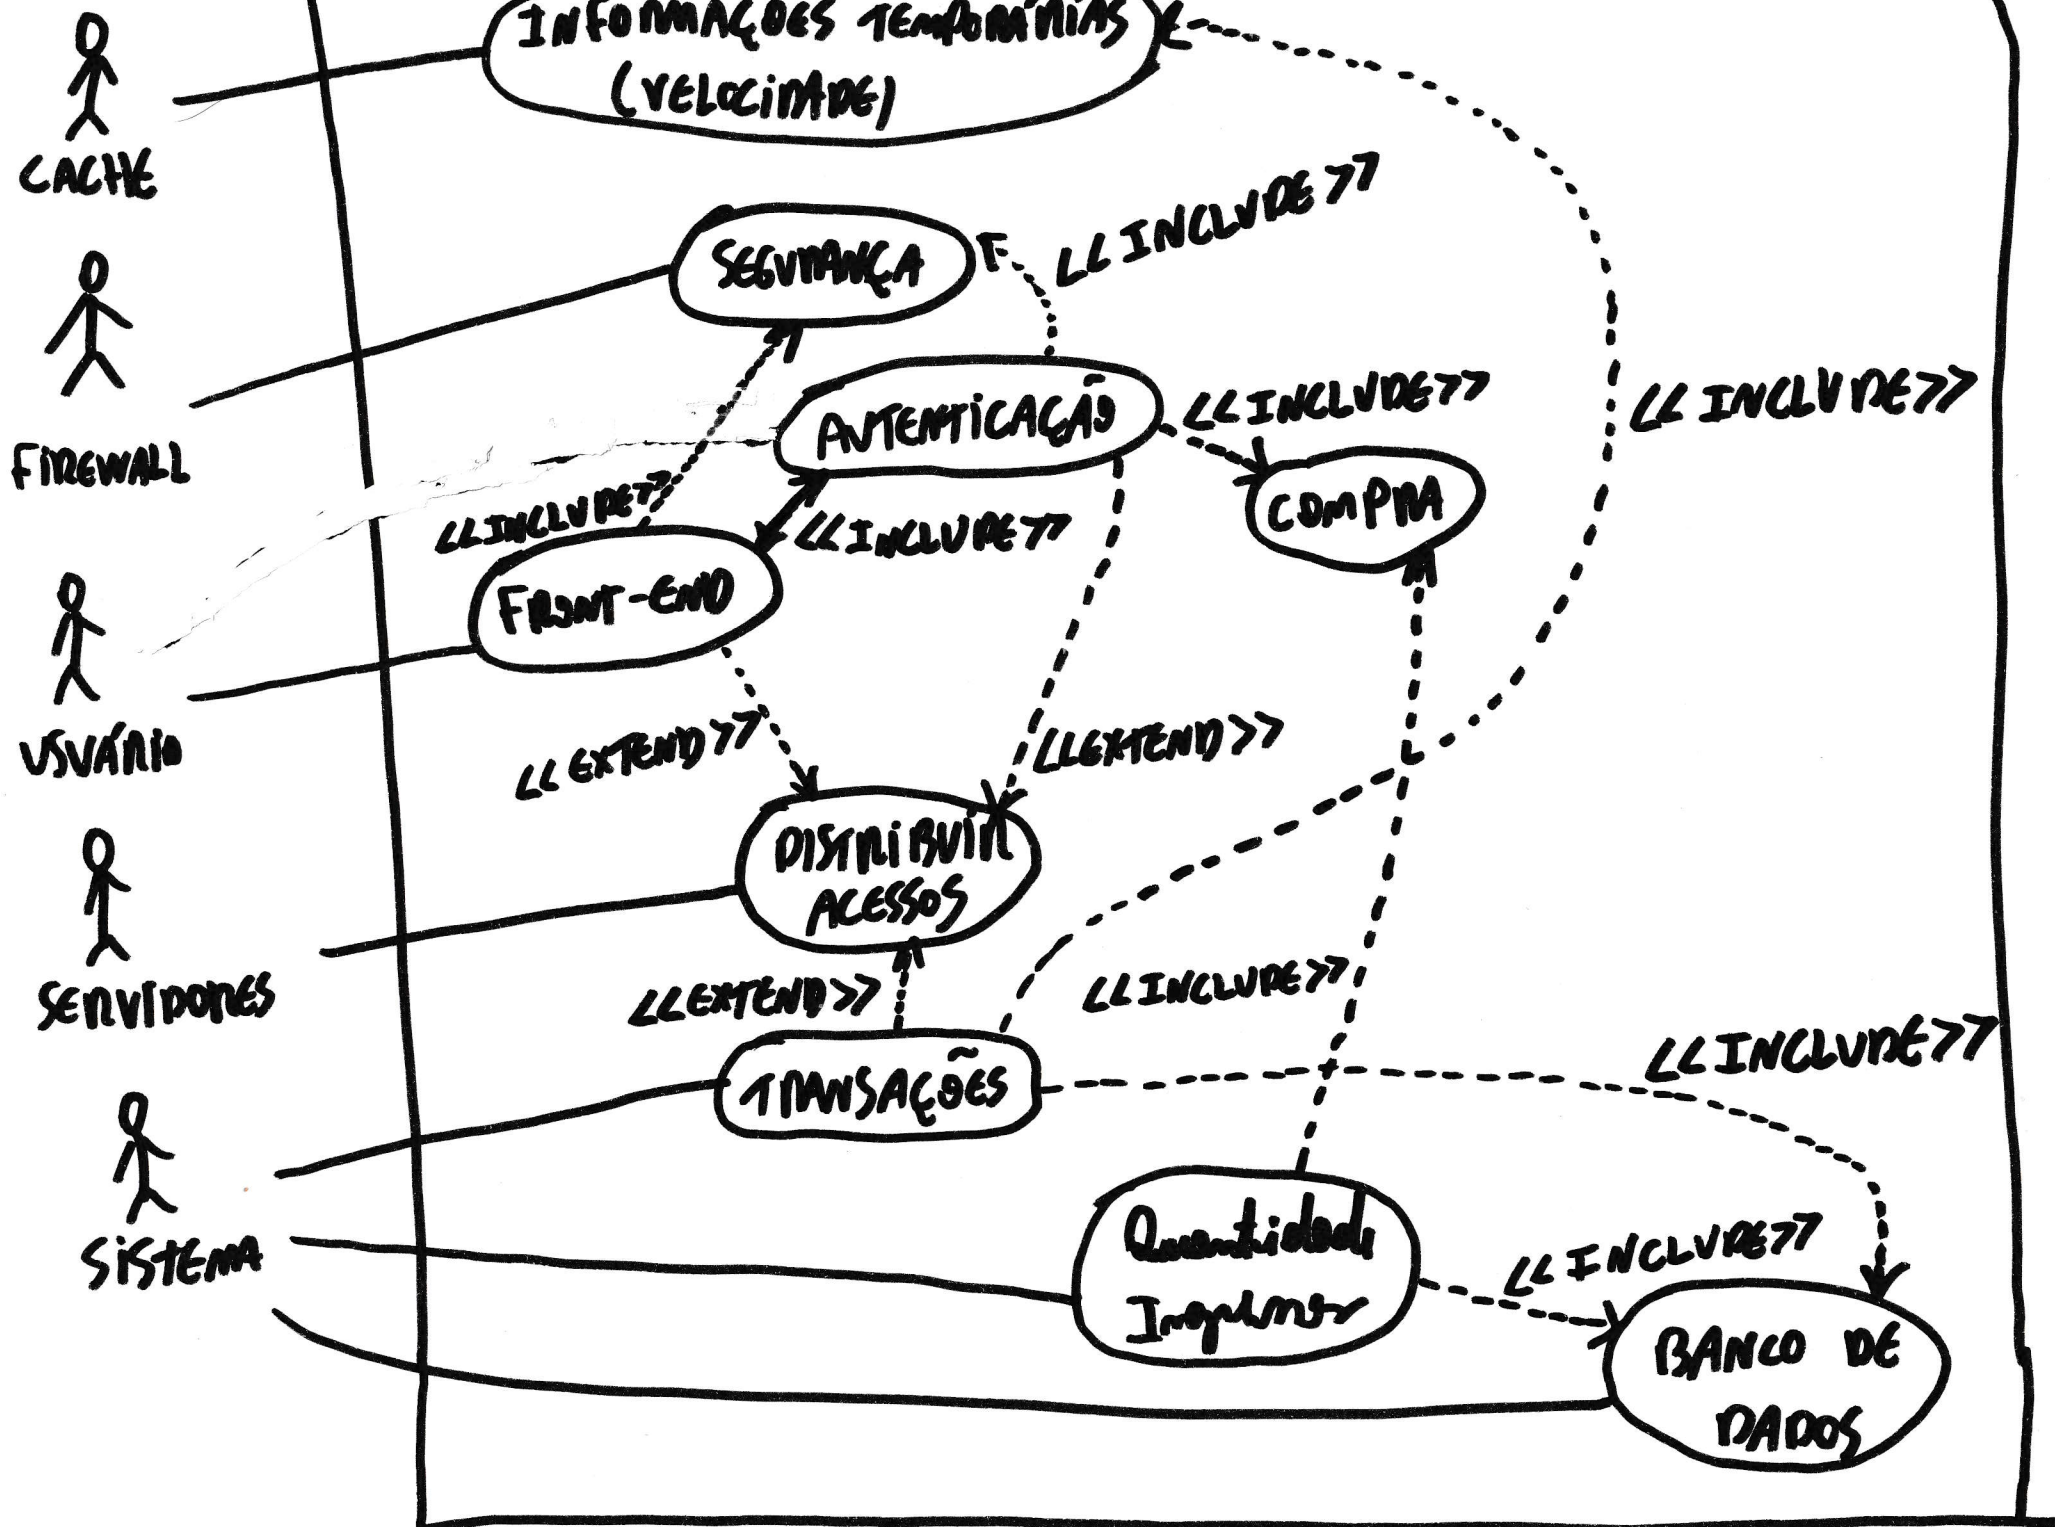 INFORMAÇÕES TEMPORÁRIAS
(VELOCIDADE)
CACHE
<<INCLUDE>>
SEGURANÇA
FIREWALL
AUTENTICAÇÃO
<<INCLUDE>>
<<INCLUDE>>
COMPRA
<<INCLUDE>>
<<INCLUDE>>
FRONT-END
USUÁRIO
<<EXTEND>>
<<EXTEND>>
DISTRIBUIR
ACESSOS
SERVIDORES
<<EXTEND>>
<<INCLUDE>>
<<INCLUDE>>
TRANSAÇÕES
SISTEMA
Quantidade
Ingressos
<<INCLUDE>>
BANCO DE
DADOS